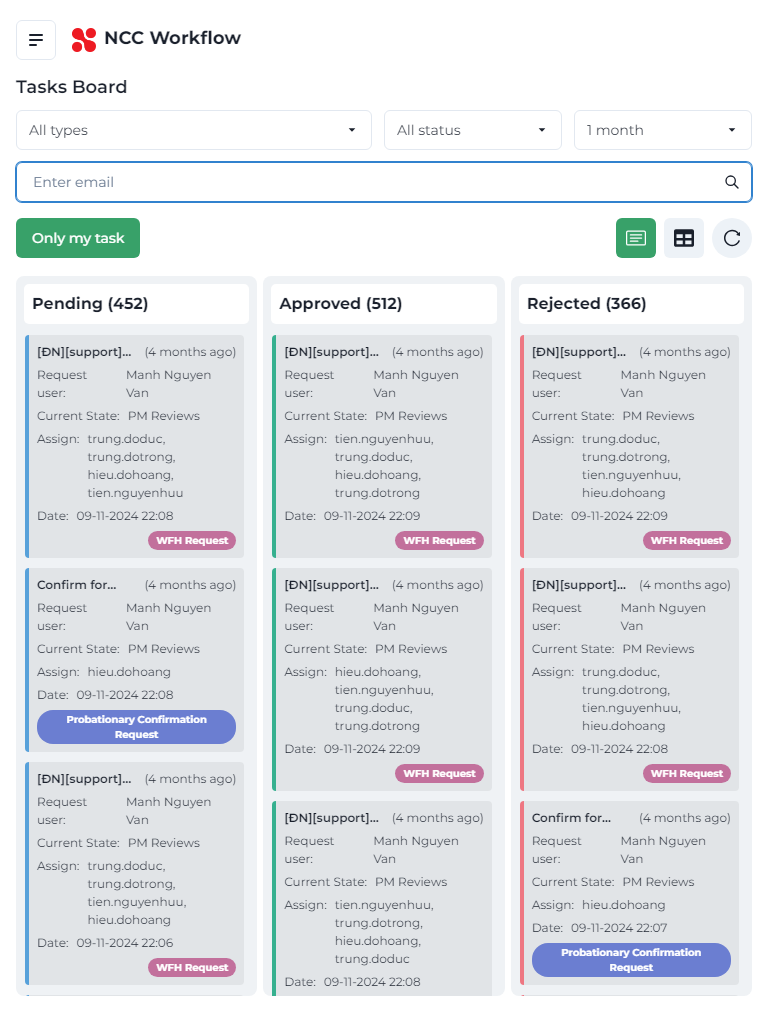 NCC Workflow
Tasks Board
All types
All status
1 month
Enter email
Only my task
Pending (452)
[ĐN][support]... (4 months ago)
Request user: Manh Nguyen Van
Current State: PM Reviews
Assign: trung.doduc,
trung.dotrong,
hieu.dohoang,
tien.nguyenhuu
Date: 09-11-2024 22:08
WFH Request
Confirm for... (4 months ago)
Request user: Manh Nguyen Van
Current State: PM Reviews
Assign: hieu.dohoang
Date: 09-11-2024 22:08
Probationary Confirmation
Request
[ĐN][support]... (4 months ago)
Request user: Manh Nguyen Van
Current State: PM Reviews
Assign: trung.doduc,
trung.dotrong,
tien.nguyenhuu,
hieu.dohoang
Date: 09-11-2024 22:06
WFH Request
Approved (512)
[ĐN][support]... (4 months ago)
Request user: Manh Nguyen Van
Current State: PM Reviews
Assign: tien.nguyenhuu,
trung.doduc,
hieu.dohoang,
trung.dotrong
Date: 09-11-2024 22:09
WFH Request
[ĐN][support]... (4 months ago)
Request user: Manh Nguyen Van
Current State: PM Reviews
Assign: hieu.dohoang,
tien.nguyenhuu,
trung.doduc,
trung.dotrong
Date: 09-11-2024 22:09
WFH Request
[ĐN][support]... (4 months ago)
Request user: Manh Nguyen Van
Current State: PM Reviews
Assign: tien.nguyenhuu,
trung.dotrong,
hieu.dohoang,
trung.doduc
Date: 09-11-2024 22:08
Rejected (366)
[ĐN][support]... (4 months ago)
Request user: Manh Nguyen Van
Current State: PM Reviews
Assign: trung.doduc,
trung.dotrong,
tien.nguyenhuu,
hieu.dohoang
Date: 09-11-2024 22:09
WFH Request
[ĐN][support]... (4 months ago)
Request user: Manh Nguyen Van
Current State: PM Reviews
Assign: trung.doduc,
trung.dotrong,
tien.nguyenhuu,
hieu.dohoang
Date: 09-11-2024 22:08
WFH Request
Confirm for... (4 months ago)
Request user: Manh Nguyen Van
Current State: PM Reviews
Assign: hieu.dohoang
Date: 09-11-2024 22:07
Probationary Confirmation
Request